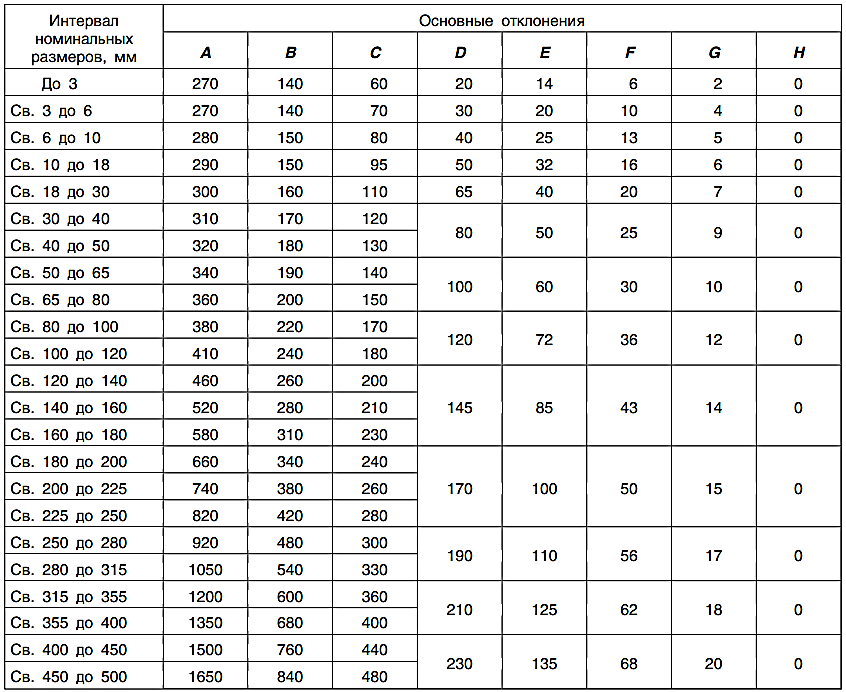 Интервал номинальных размеров, мм Основные отклонения
A B C D E F G H
До 3 270 140 60 20 14 6 2 0
Св. 3 до 6 270 140 70 30 20 10 4 0
Св. 6 до 10 280 150 80 40 25 13 5 0
Св. 10 до 18 290 150 95 50 32 16 6 0
Св. 18 до 30 300 160 110 65 40 20 7 0
Св. 30 до 40 310 170 120 80 50 25 9 0
Св. 40 до 50 320 180 130
Св. 50 до 65 340 190 140 100 60 30 10 0
Св. 65 до 80 360 200 150
Св. 80 до 100 380 220 170 120 72 36 12 0
Св. 100 до 120 410 240 180
Св. 120 до 140 460 260 200
Св. 140 до 160 520 280 210 145 85 43 14 0
Св. 160 до 180 580 310 230
Св. 180 до 200 660 340 240
Св. 200 до 225 740 380 260 170 100 50 15 0
Св. 225 до 250 820 420 280
Св. 250 до 280 920 480 300 190 110 56 17 0
Св. 280 до 315 1050 540 330
Св. 315 до 355 1200 600 360 210 125 62 18 0
Св. 355 до 400 1350 680 400
Св. 400 до 450 1500 760 440 230 135 68 20 0
Св. 450 до 500 1650 840 480